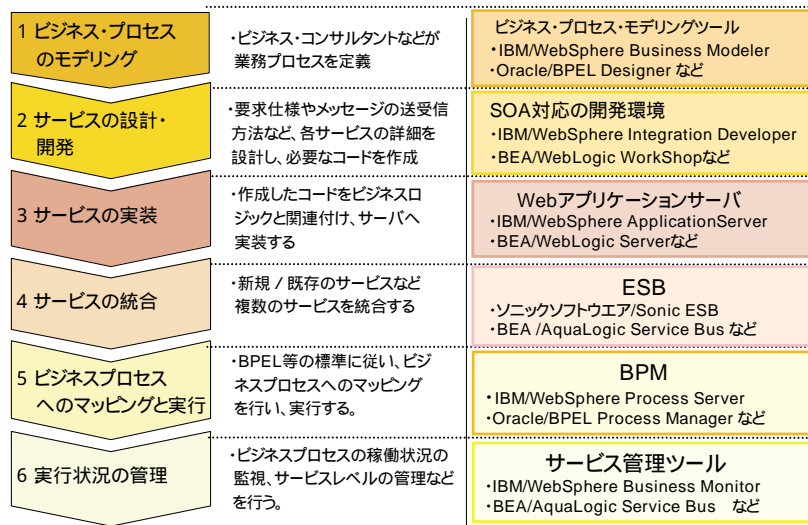 1 ビジネス・プロセス
のモデリング
・ビジネス・コンサルタントなどが
業務プロセスを定義
ビジネス・プロセス・モデリングツール
・IBM/WebSphere Business Modeler
・Oracle/BPEL Designer など
2 サービスの設計・
開発
・要求仕様やメッセージの送受信
方法など、各サービスの詳細を
設計し、必要なコードを作成
SOA対応の開発環境
・IBM/WebSphere Integration Developer
・BEA/WebLogic WorkShopなど
3 サービスの実装
・作成したコードをビジネスロ
ジックと関連付け、サーバへ
実装する
Webアプリケーションサーバ
・IBM/WebSphere ApplicationServer
・BEA/WebLogic Serverなど
4 サービスの統合
・新規 / 既存のサービスなど
複数のサービスを統合する
ESB
・ソニックソフトウエア/Sonic ESB
・BEA /AquaLogic Service Bus など
5 ビジネスプロセス
へのマッピングと実行
・BPEL等の標準に従い、ビジ
ネスプロセスへのマッピング
を行い、実行する。
BPM
・IBM/WebSphere Process Server
・Oracle/BPEL Process Manager など
6 実行状況の管理
・ビジネスプロセスの稼働状況の
監視、サービスレベルの管理など
を行う。
サービス管理ツール
・IBM/WebSphere Business Monitor
・BEA/AquaLogic Service Bus など